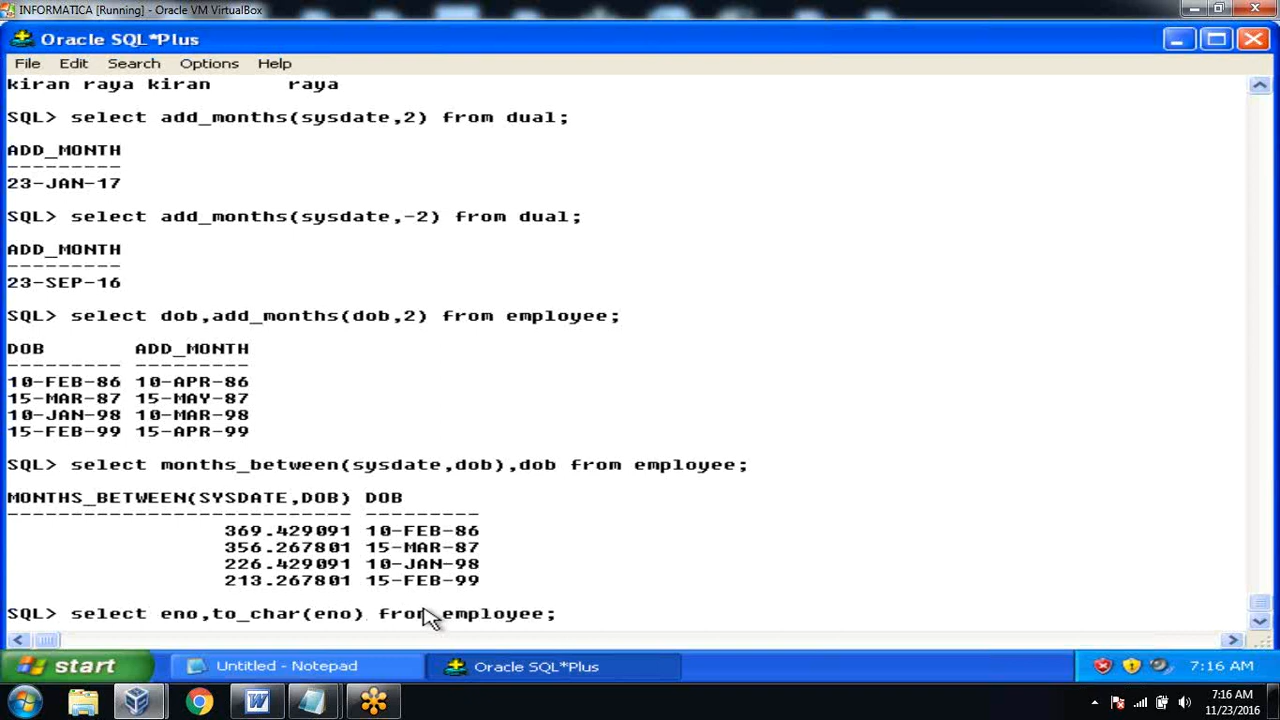 INFORMATICA [Running] - Oracle VM VirtualBox
Oracle SQL*Plus
File Edit Search Options Help
kiran raya kiran raya
SQL> select add_months(sysdate,2) from dual;
ADD_MONTH
---------
23-JAN-17
SQL> select add_months(sysdate,-2) from dual;
ADD_MONTH
---------
23-SEP-16
SQL> select dob,add_months(dob,2) from employee;
DOB ADD_MONTH
--------- ---------
10-FEB-86 10-APR-86
15-MAR-87 15-MAY-87
10-JAN-98 10-MAR-98
15-FEB-99 15-APR-99
SQL> select months_between(sysdate,dob),dob from employee;
MONTHS_BETWEEN(SYSDATE,DOB) DOB
--------------------------- ---------
369.429091 10-FEB-86
356.267801 15-MAR-87
226.429091 10-JAN-98
213.267801 15-FEB-99
SQL> select eno,to_char(eno) from employee;
start Untitled - Notepad Oracle SQL*Plus 7:16 AM
7:16 AM
11/23/2016